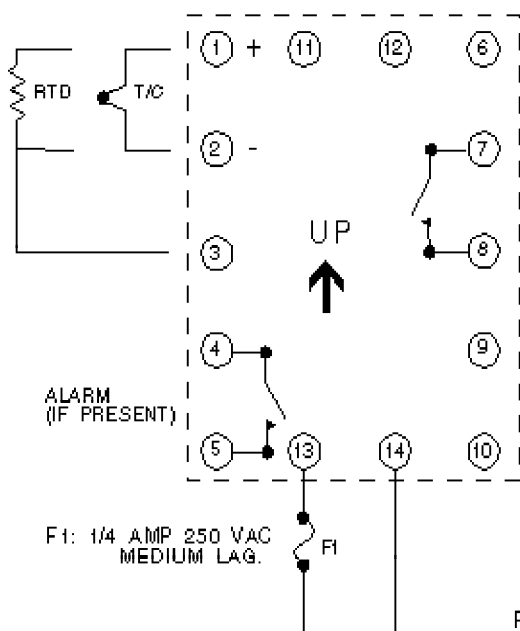 1 + 11 12 6
RTD T/C
2 - 7
3 UP 8
4 9
ALARM
(IF PRESENT)
5 13 14 10
F1: 1/4 AMP 250 VAC
MEDIUM LAG.
F1